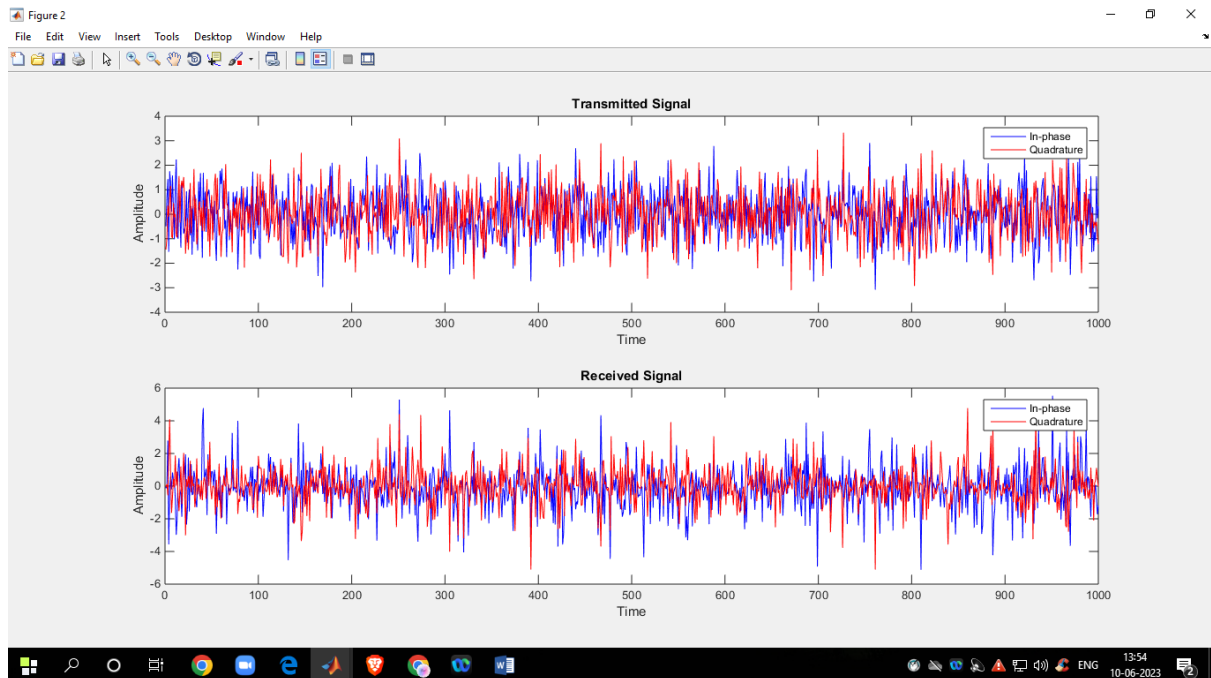 Figure 2
File Edit View Insert Tools Desktop Window Help
Transmitted Signal
4
3
2
1
0
-1
-2
-3
-4
Amplitude
In-phase
Quadrature
0 100 200 300 400 500 600 700 800 900 1000
Time
Received Signal
6
4
2
0
-2
-4
-6
Amplitude
In-phase
Quadrature
0 100 200 300 400 500 600 700 800 900 1000
Time
ENG
13:54
10-06-2023
2